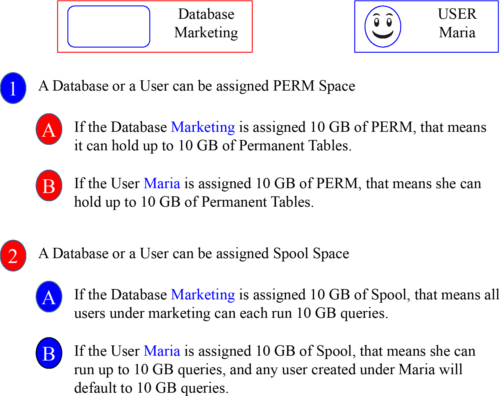 Database
Marketing
USER
Maria
1 A Database or a User can be assigned PERM Space
A If the Database Marketing is assigned 10 GB of PERM, that means
it can hold up to 10 GB of Permanent Tables.
B If the User Maria is assigned 10 GB of PERM, that means she can
hold up to 10 GB of Permanent Tables.
2 A Database or a User can be assigned Spool Space
A If the Database Marketing is assigned 10 GB of Spool, that means all
users under marketing can each run 10 GB queries.
B If the User Maria is assigned 10 GB of Spool, that means she can
run up to 10 GB queries, and any user created under Maria will
default to 10 GB queries.